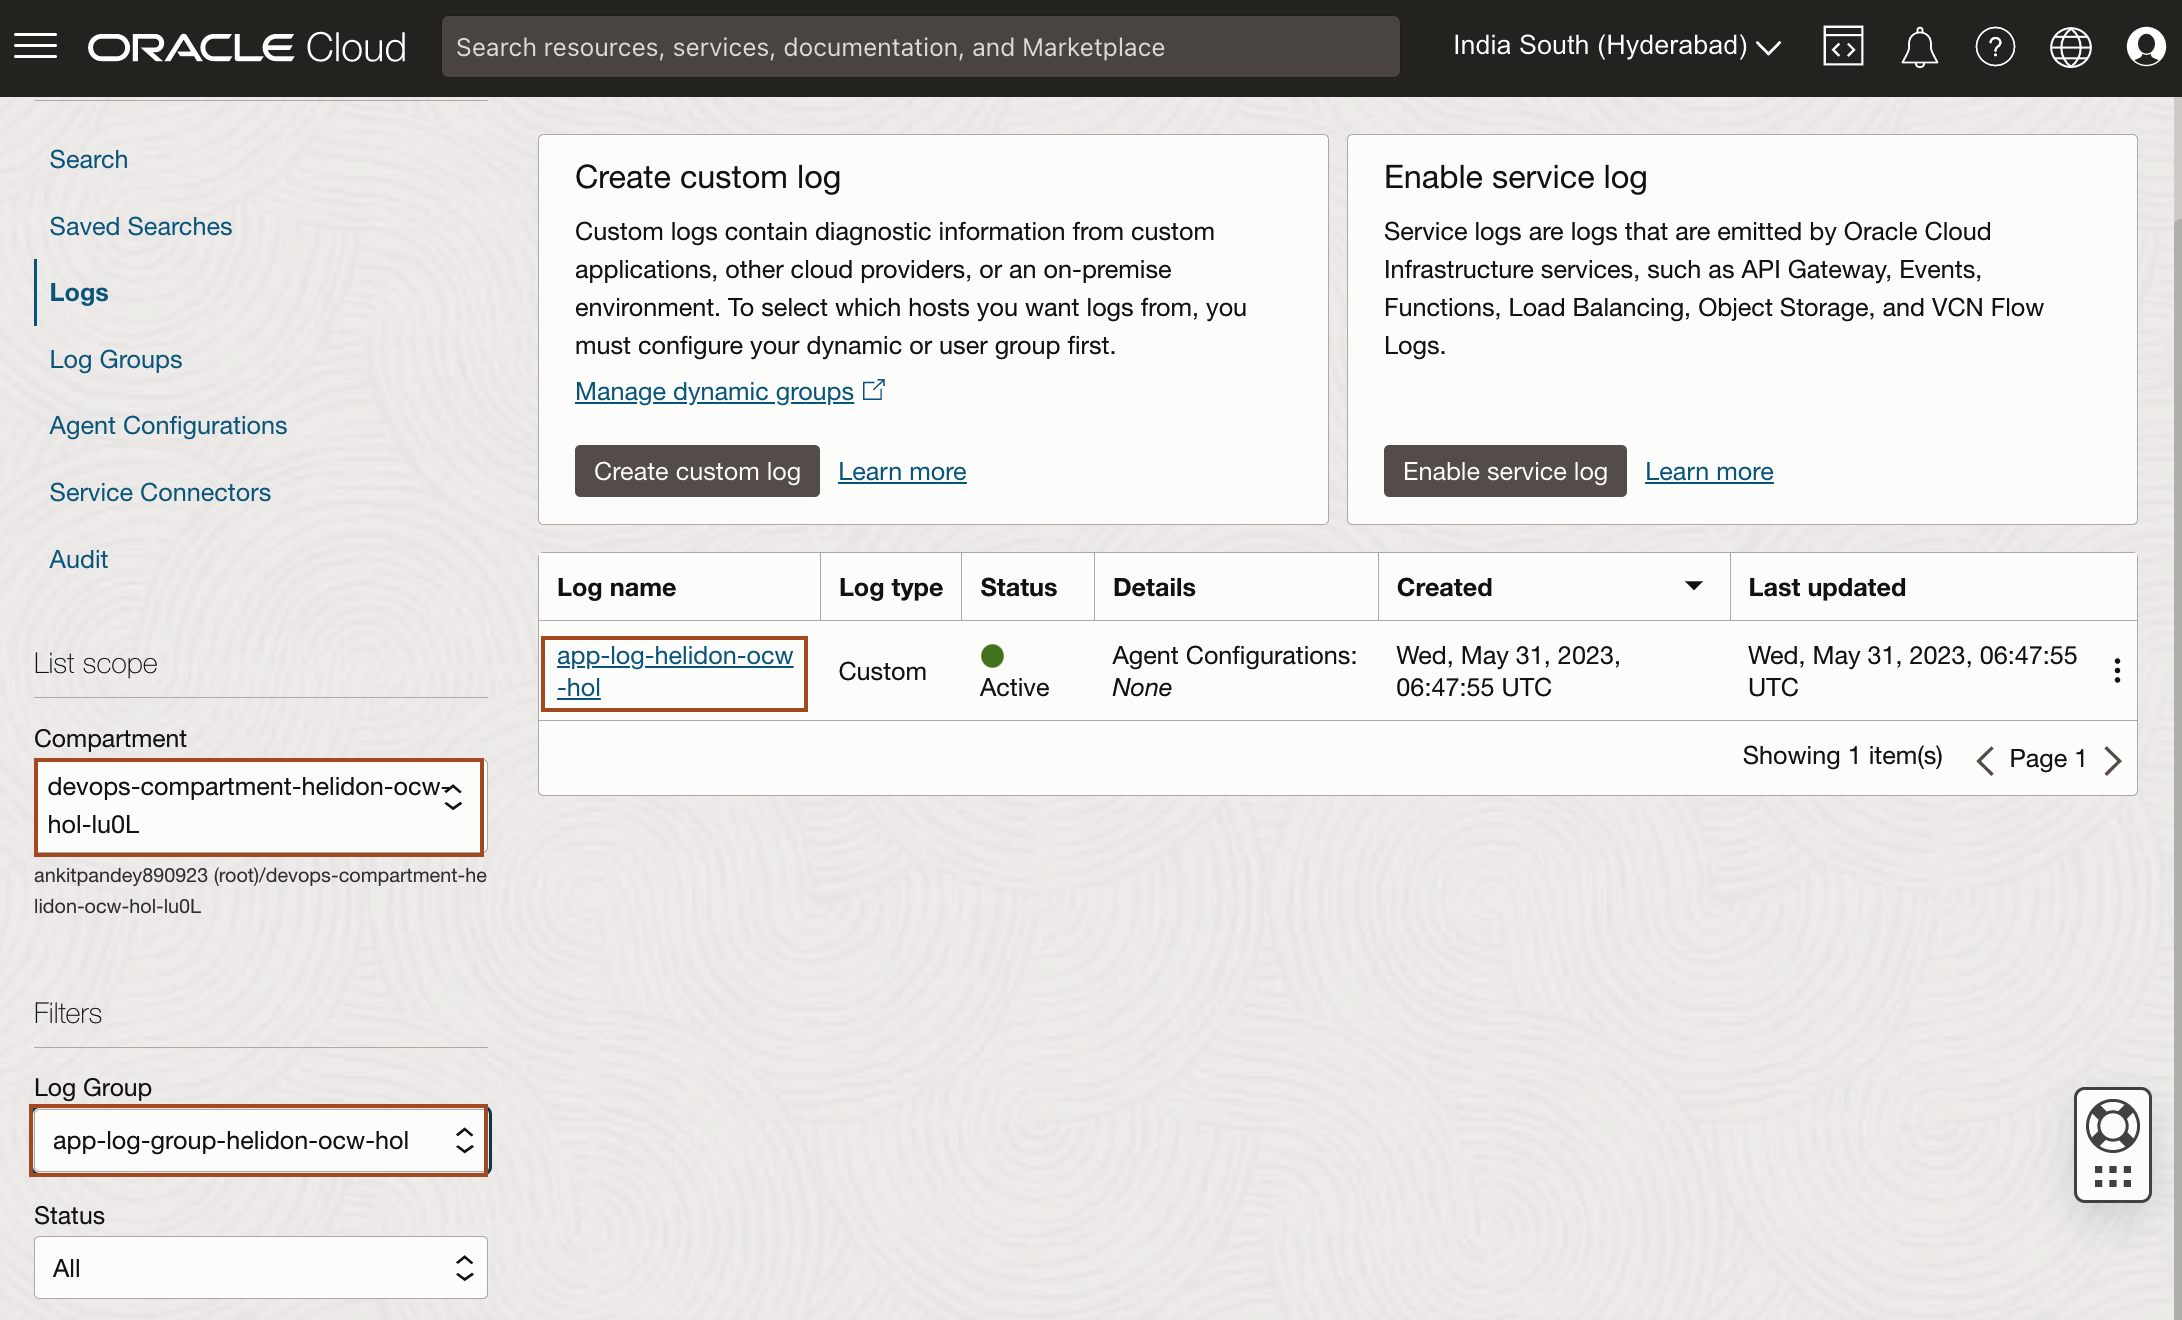 ORACLE Cloud
Search resources, services, documentation, and Marketplace
India South (Hyderabad)
Search
Saved Searches
Logs
Log Groups
Agent Configurations
Service Connectors
Audit
List scope
Compartment
devops-compartment-helidon-ocw-
hol-lu0L
ankitpandey890923 (root)/devops-compartment-he
lidon-ocw-hol-lu0L
Filters
Log Group
app-log-group-helidon-ocw-hol
Status
All
Create custom log
Custom logs contain diagnostic information from custom
applications, other cloud providers, or an on-premise
environment. To select which hosts you want logs from, you
must configure your dynamic or user group first.
Manage dynamic groups
Create custom log Learn more
Enable service log
Service logs are logs that are emitted by Oracle Cloud
Infrastructure services, such as API Gateway, Events,
Functions, Load Balancing, Object Storage, and VCN Flow
Logs.
Enable service log Learn more
Log name Log type Status Details Created Last updated
app-log-helidon-ocw
-hol
Custom
Active
Agent Configurations:
None
Wed, May 31, 2023,
06:47:55 UTC
Wed, May 31, 2023, 06:47:55
UTC
Showing 1 item(s) Page 1